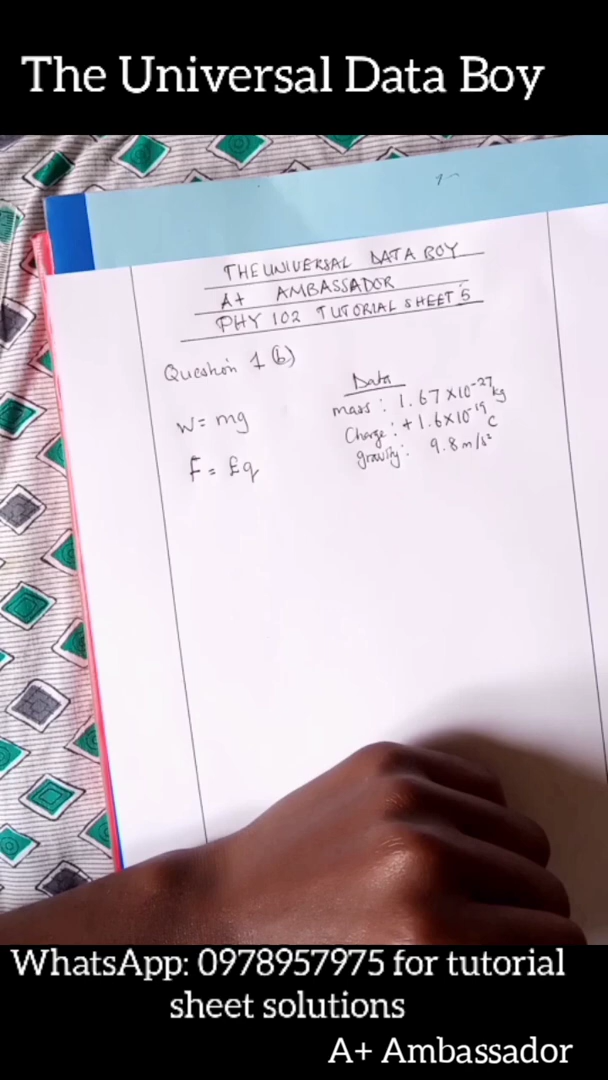 The Universal Data Boy
THE UNIVERSAL DATA BOY
A+ AMBASSADOR
PHY 102 TUTORIAL SHEET 5
Question 1 (b)
W = mg
F = Eq
Data
mass: 1.67 × 10⁻²⁷ kg
Charge: + 1.6 × 10⁻¹⁹ C
gravity: 9.8 m/s²
WhatsApp: 0978957975 for tutorial
sheet solutions
A+ Ambassador